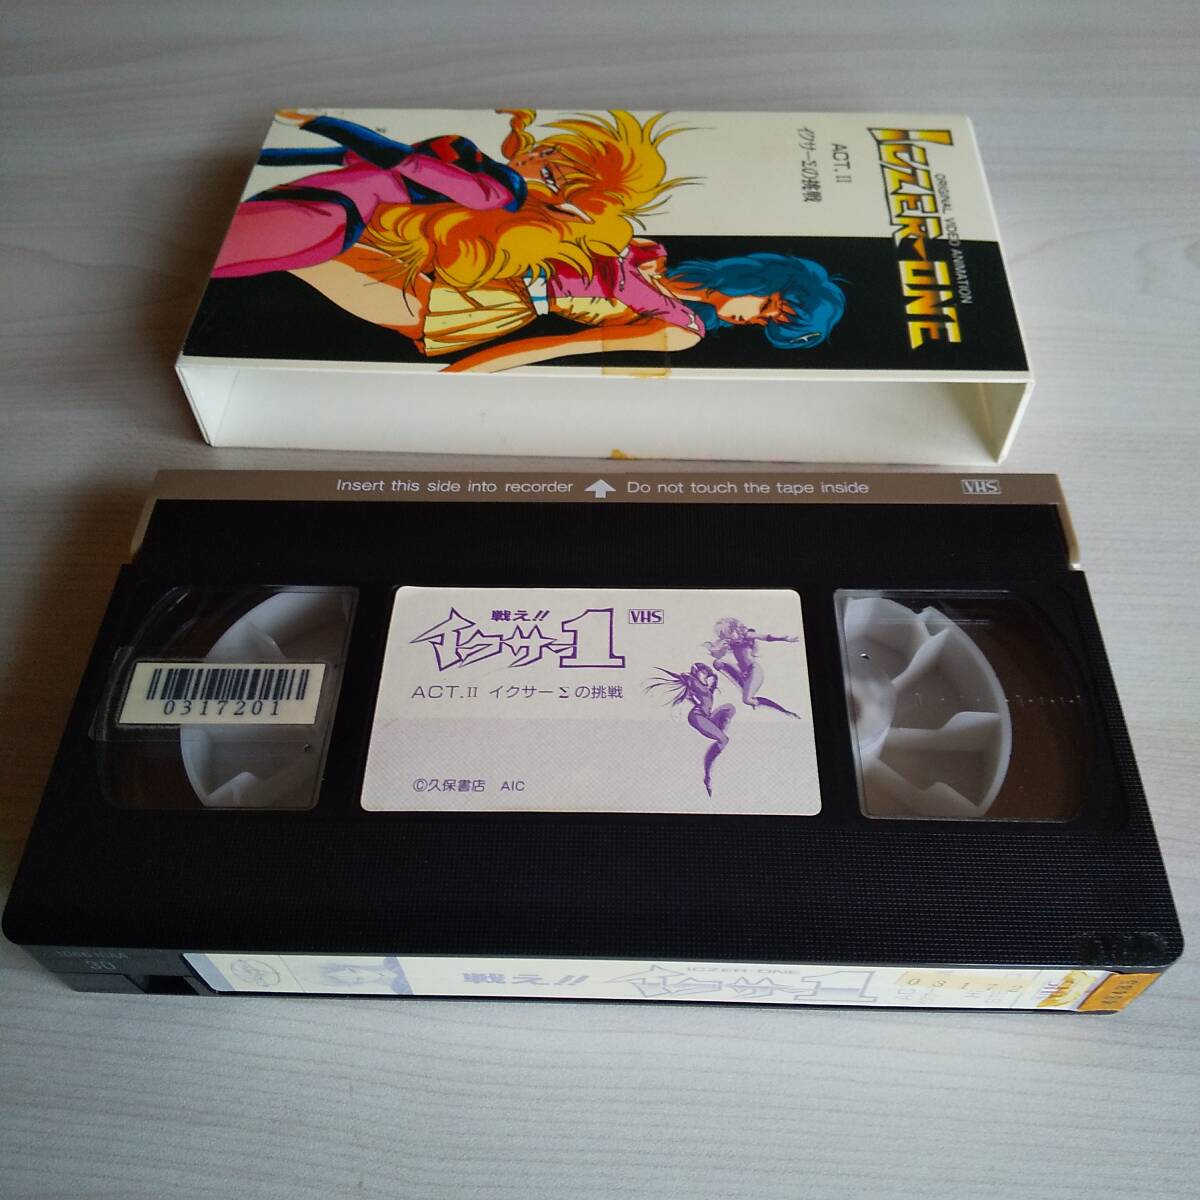 ORIGINAL VIDEO ANIMATION
ICZER・ONE
ACT.II
イクサーΣの挑戦
Insert this side into recorder Do not touch the tape inside VHS
戦え!!
イクサー1 VHS
ACT.II イクサーΣの挑戦
©久保書店 AIC
0317201
30
戦え!!
ICZER・ONE
イクサー1